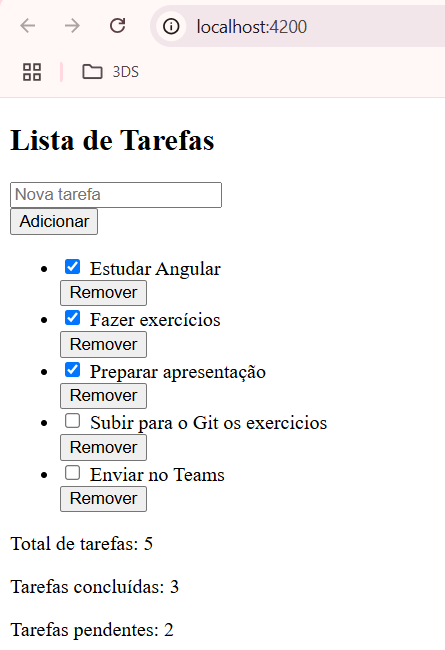 localhost:4200
3DS
Lista de Tarefas
Nova tarefa
Adicionar
Estudar Angular
Remover
Fazer exercícios
Remover
Preparar apresentação
Remover
Subir para o Git os exercicios
Remover
Enviar no Teams
Remover
Total de tarefas: 5
Tarefas concluídas: 3
Tarefas pendentes: 2